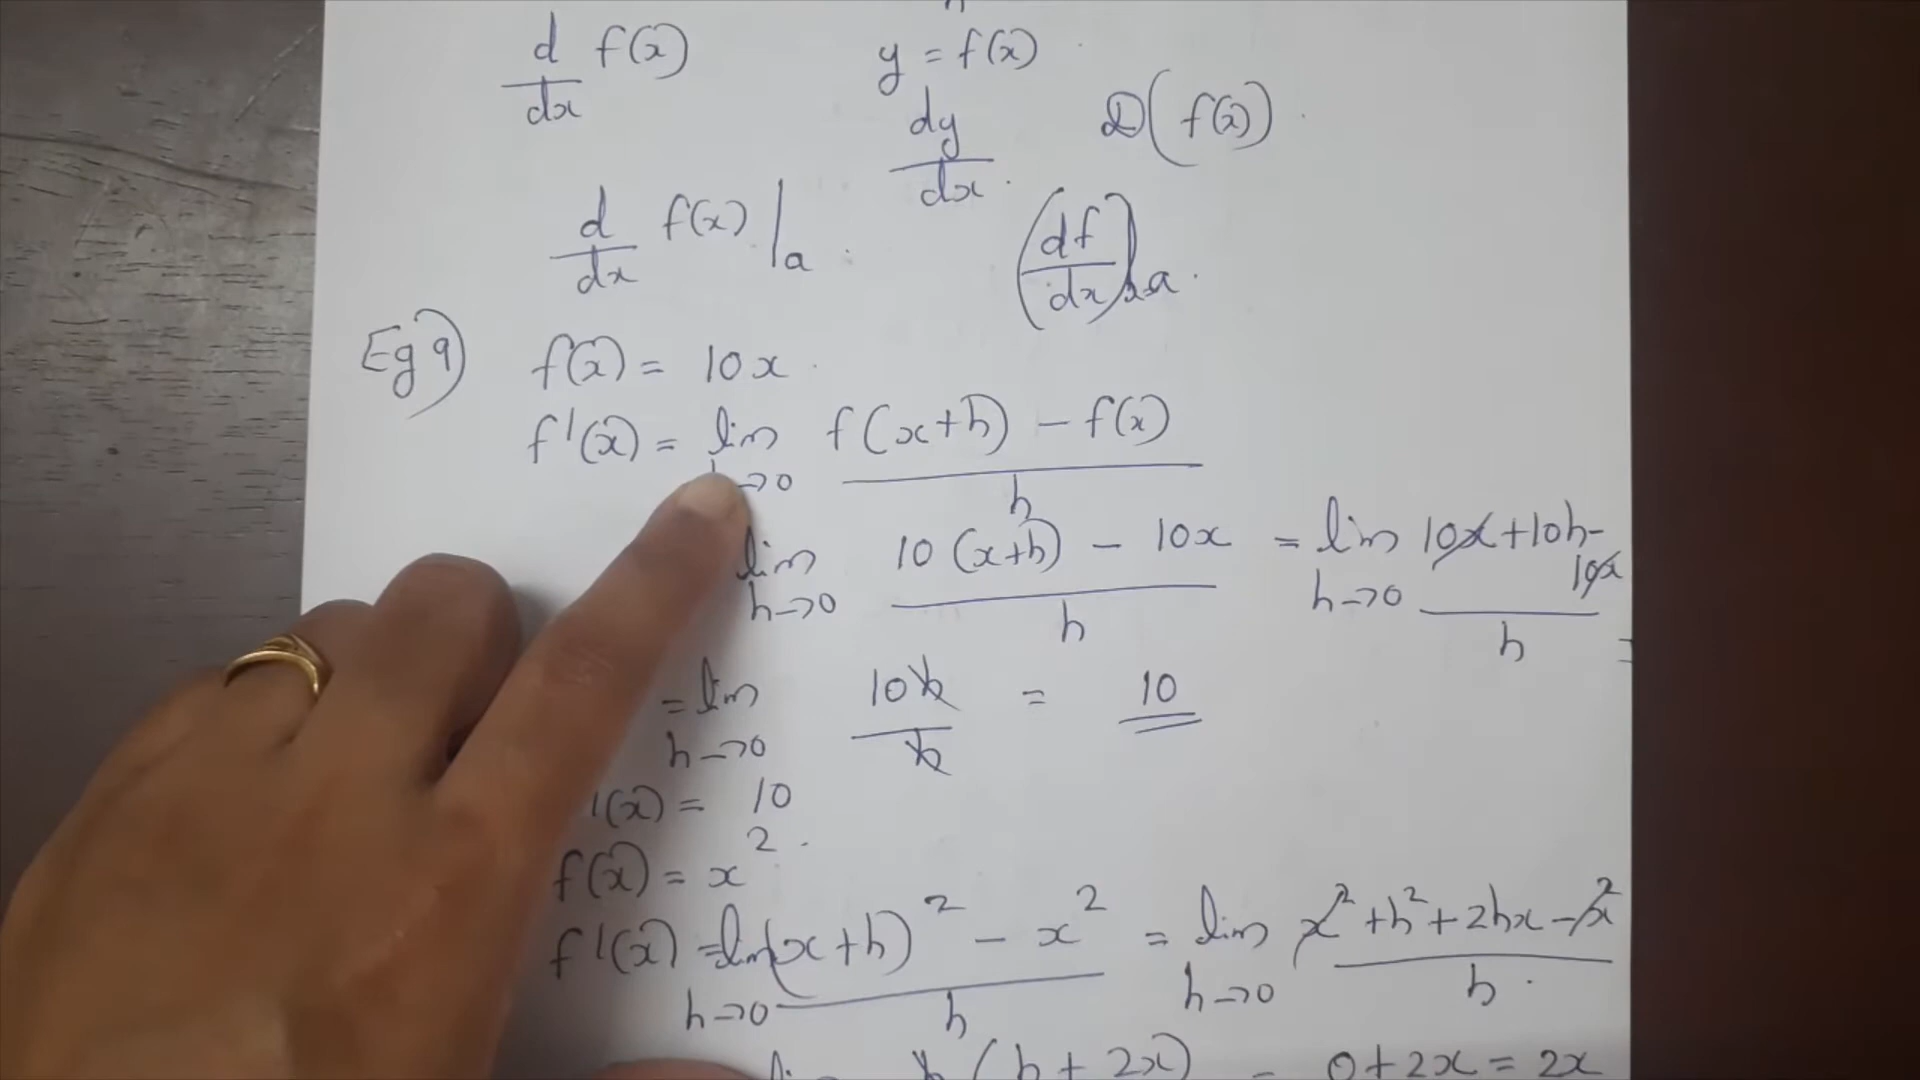 d/dx f(x)    y = f(x)
dy/dx    D(f(x))
d/dx f(x)|a    (df/dx)a
Eg 9) f(x) = 10x
f'(x) = lim →0 f(x+h) - f(x) / h
lim h→0 10(x+h) - 10x / h = lim h→0 10x+10h-10x / h =
= lim h→0 10h / h = 10
'(x) = 10
f(x) = x²
f'(x) = lim h→0 (x+h)² - x² / h = lim h→0 x²+h²+2hx-x² / h
h(h+2x) = 0+2x = 2x